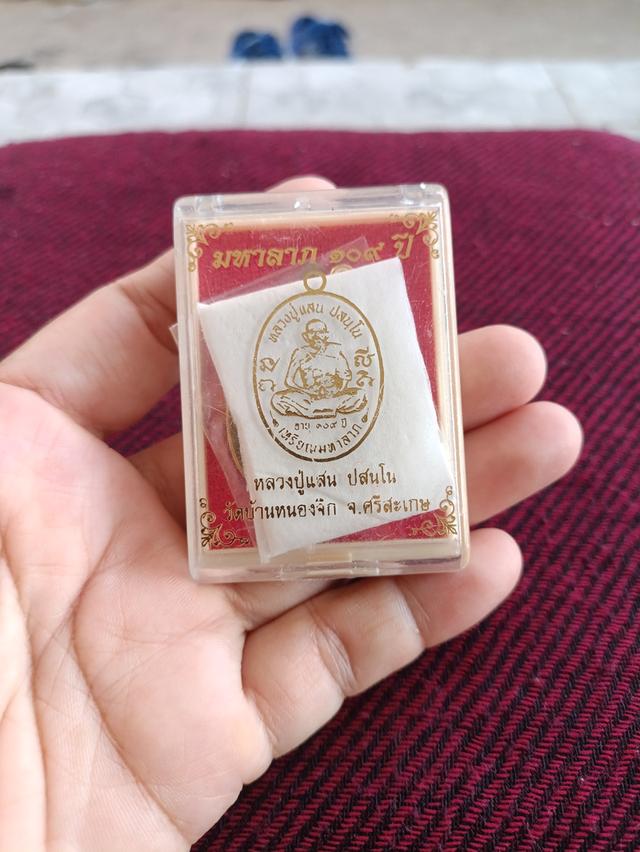 มหาลาภ ๑๐๙ ปี
หลวงปู่แสน ปสนฺโน
อายุ ๑๐๙ ปี
เหรียญมหาลาภ
หลวงปู่แสน ปสนโน
วัดบ้านหนองจิก จ.ศรีสะเกษ